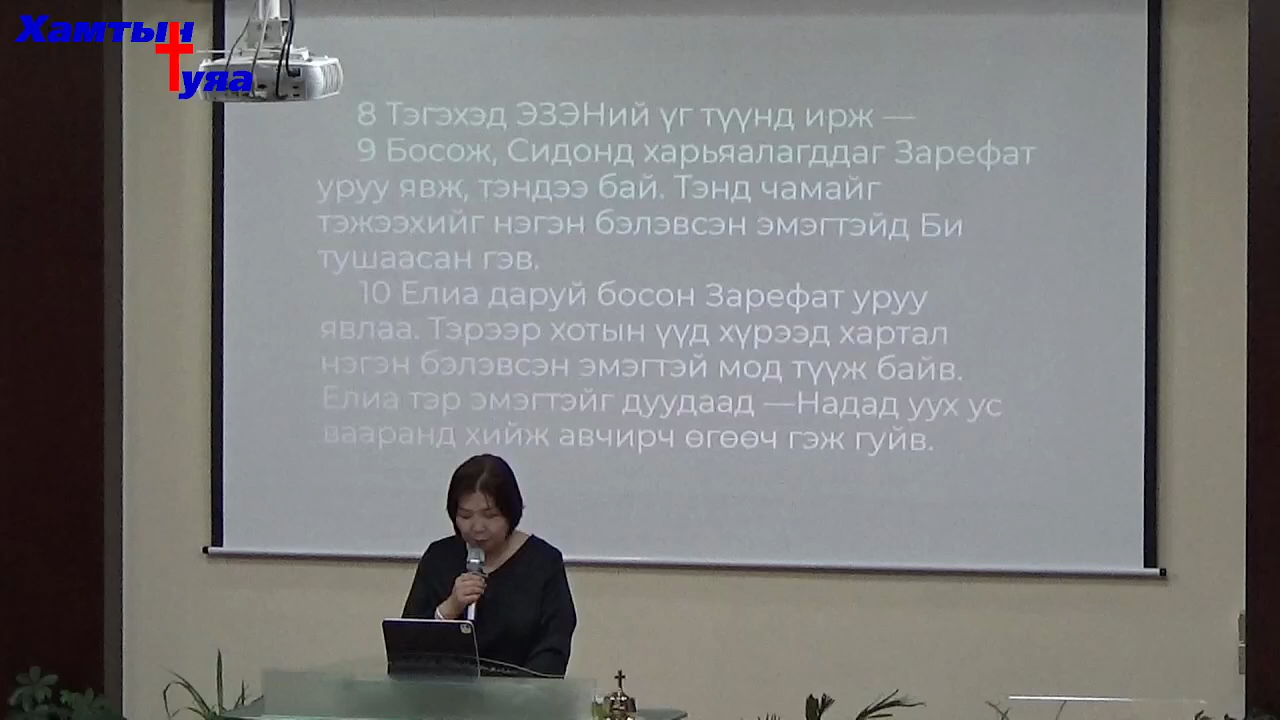 Хамтын
туяа
8 Тэгэхэд ЭЗЭНий үг түүнд ирж —
9 Босож, Сидонд харьяалагддаг Зарефат
уруу явж, тэндээ бай. Тэнд чамайг
тэжээхийг нэгэн бэлэвсэн эмэгтэйд Би
тушаасан гэв.
10 Елиа даруй босон Зарефат уруу
явлаа. Тэрээр хотын үүд хүрээд хартал
нэгэн бэлэвсэн эмэгтэй мод түүж байв.
Елиа тэр эмэгтэйг дуудаад —Надад уух ус
вааранд хийж авчирч өгөөч гэж гуйв.